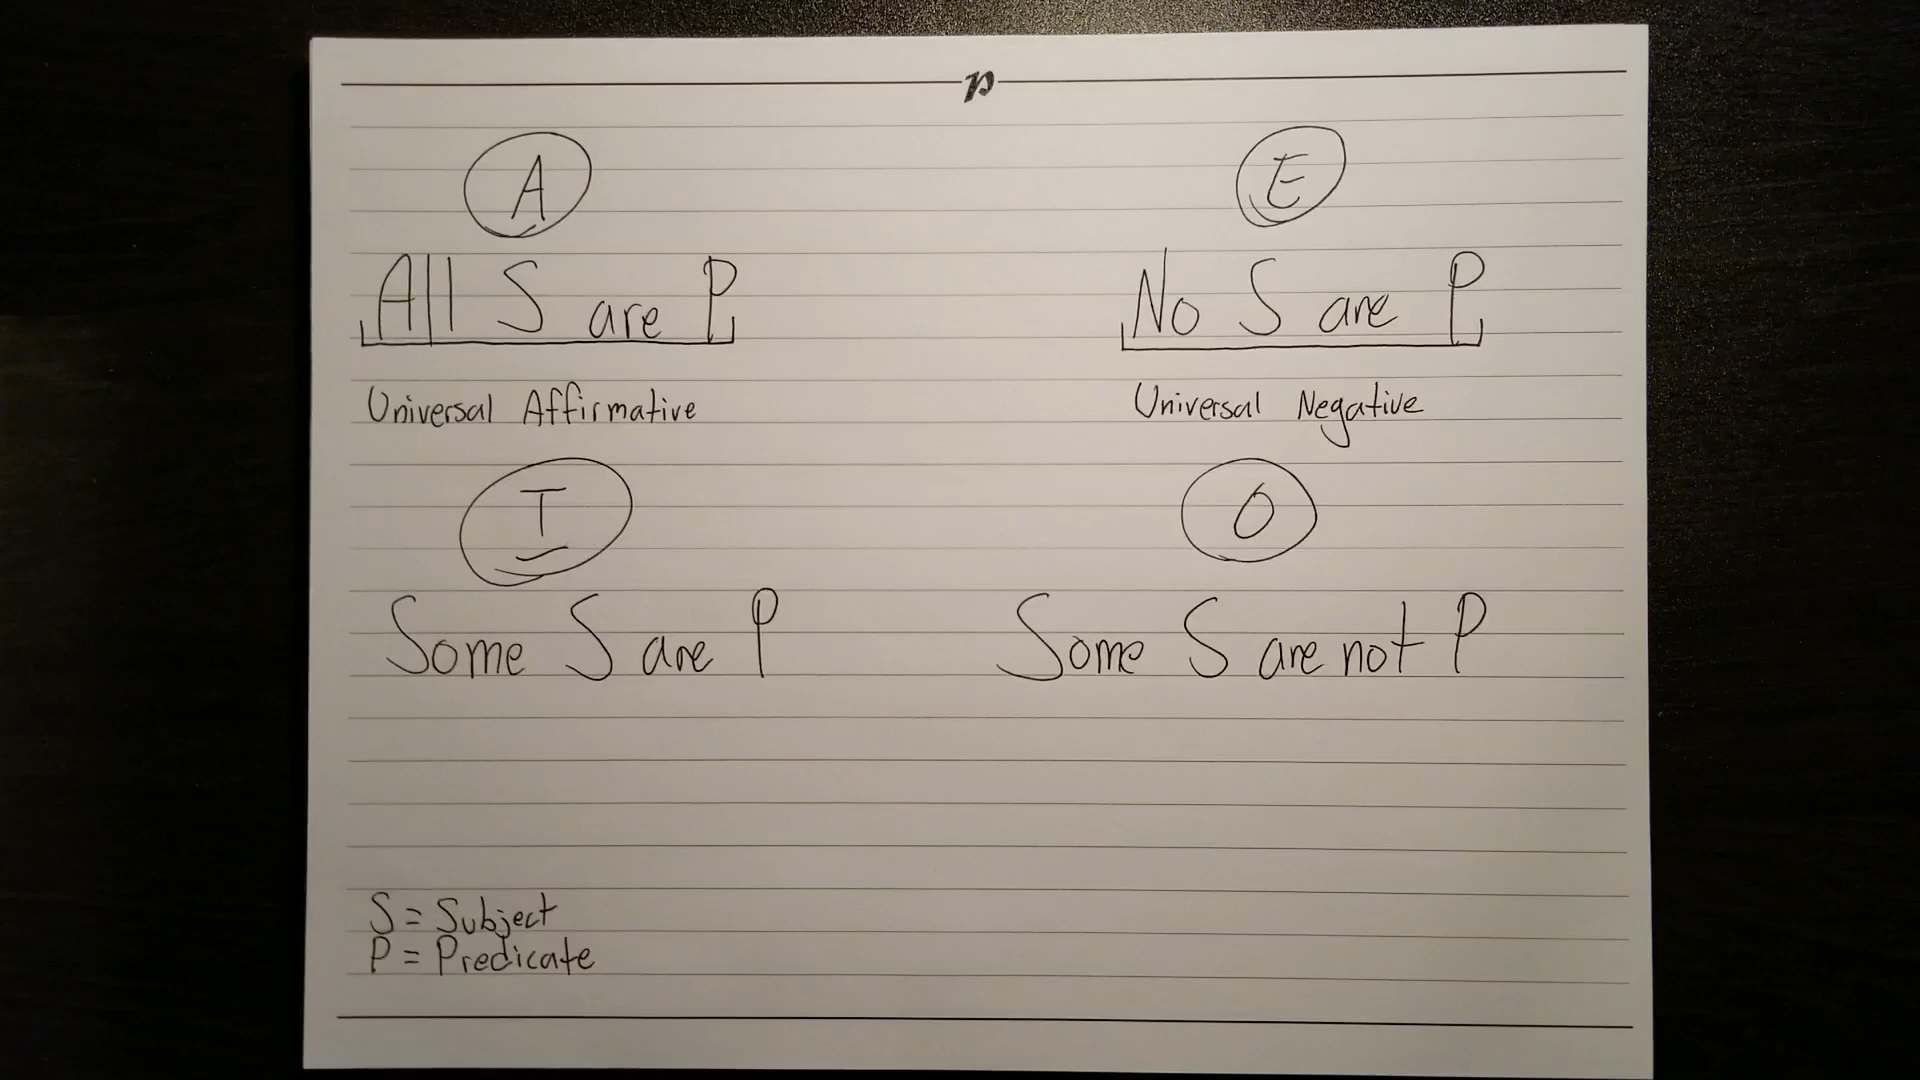 p
A
E
All S are P
No S are P
Universal Affirmative
Universal Negative
I
O
Some S are P
Some S are not P
S = Subject
P = Predicate